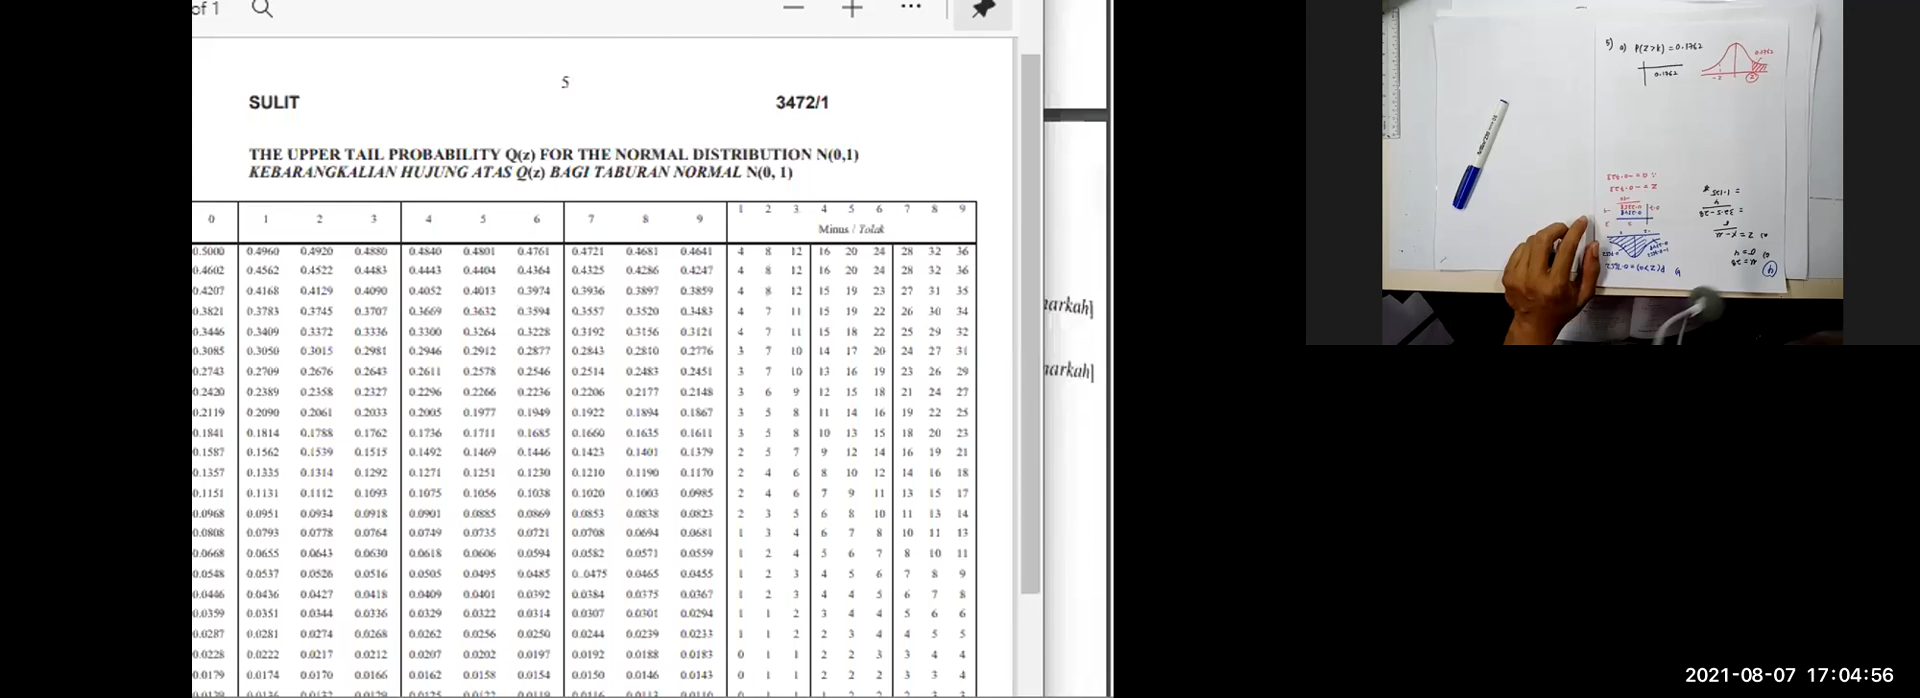 of 1
5
SULIT 3472/1
THE UPPER TAIL PROBABILITY Q(z) FOR THE NORMAL DISTRIBUTION N(0,1)
KEBARANGKALIAN HUJUNG ATAS Q(z) BAGI TABURAN NORMAL N(0, 1)
0 1 2 3 4 5 6 7 8 9 1 2 3 4 5 6 7 8 9
Minus / Tolak
0.5000 0.4960 0.4920 0.4880 0.4840 0.4801 0.4761 0.4721 0.4681 0.4641 4 8 12 16 20 24 28 32 36
0.4602 0.4562 0.4522 0.4483 0.4443 0.4404 0.4364 0.4325 0.4286 0.4247 4 8 12 16 20 24 28 32 36
0.4207 0.4168 0.4129 0.4090 0.4052 0.4013 0.3974 0.3936 0.3897 0.3859 4 8 12 15 19 23 27 31 35
0.3821 0.3783 0.3745 0.3707 0.3669 0.3632 0.3594 0.3557 0.3520 0.3483 4 7 11 15 19 22 26 30 34
0.3446 0.3409 0.3372 0.3336 0.3300 0.3264 0.3228 0.3192 0.3156 0.3121 4 7 11 15 18 22 25 29 32
0.3085 0.3050 0.3015 0.2981 0.2946 0.2912 0.2877 0.2843 0.2810 0.2776 3 7 10 14 17 20 24 27 31
0.2743 0.2709 0.2676 0.2643 0.2611 0.2578 0.2546 0.2514 0.2483 0.2451 3 7 10 13 16 19 23 26 29
0.2420 0.2389 0.2358 0.2327 0.2296 0.2266 0.2236 0.2206 0.2177 0.2148 3 6 9 12 15 18 21 24 27
0.2119 0.2090 0.2061 0.2033 0.2005 0.1977 0.1949 0.1922 0.1894 0.1867 3 5 8 11 14 16 19 22 25
0.1841 0.1814 0.1788 0.1762 0.1736 0.1711 0.1685 0.1660 0.1635 0.1611 3 5 8 10 13 15 18 20 23
0.1587 0.1562 0.1539 0.1515 0.1492 0.1469 0.1446 0.1423 0.1401 0.1379 2 5 7 9 12 14 16 19 21
0.1357 0.1335 0.1314 0.1292 0.1271 0.1251 0.1230 0.1210 0.1190 0.1170 2 4 6 8 10 12 14 16 18
0.1151 0.1131 0.1112 0.1093 0.1075 0.1056 0.1038 0.1020 0.1003 0.0985 2 4 6 7 9 11 13 15 17
0.0968 0.0951 0.0934 0.0918 0.0901 0.0885 0.0869 0.0853 0.0838 0.0823 2 3 5 6 8 10 11 13 14
0.0808 0.0793 0.0778 0.0764 0.0749 0.0735 0.0721 0.0708 0.0694 0.0681 1 3 4 6 7 8 10 11 13
0.0668 0.0655 0.0643 0.0630 0.0618 0.0606 0.0594 0.0582 0.0571 0.0559 1 2 4 5 6 7 8 10 11
0.0548 0.0537 0.0526 0.0516 0.0505 0.0495 0.0485 0..0475 0.0465 0.0455 1 2 3 4 5 6 7 8 9
0.0446 0.0436 0.0427 0.0418 0.0409 0.0401 0.0392 0.0384 0.0375 0.0367 1 2 3 4 4 5 6 7 8
0.0359 0.0351 0.0344 0.0336 0.0329 0.0322 0.0314 0.0307 0.0301 0.0294 1 1 2 3 4 4 5 6 6
0.0287 0.0281 0.0274 0.0268 0.0262 0.0256 0.0250 0.0244 0.0239 0.0233 1 1 2 2 3 4 4 5 5
0.0228 0.0222 0.0217 0.0212 0.0207 0.0202 0.0197 0.0192 0.0188 0.0183 0 1 1 2 2 3 3 4 4
0.0179 0.0174 0.0170 0.0166 0.0162 0.0158 0.0154 0.0150 0.0146 0.0143 0 1 1 2 2 2 3 3 4
arkah]
arkah]
5) a) P(Z>k) = 0.1762
0.1762
0.1762
-z z
4
a) μ = 28
σ = 4
a) Z = x - μ
σ
= 32.5 - 28
4
= 1.125
2021-08-07 17:04:56